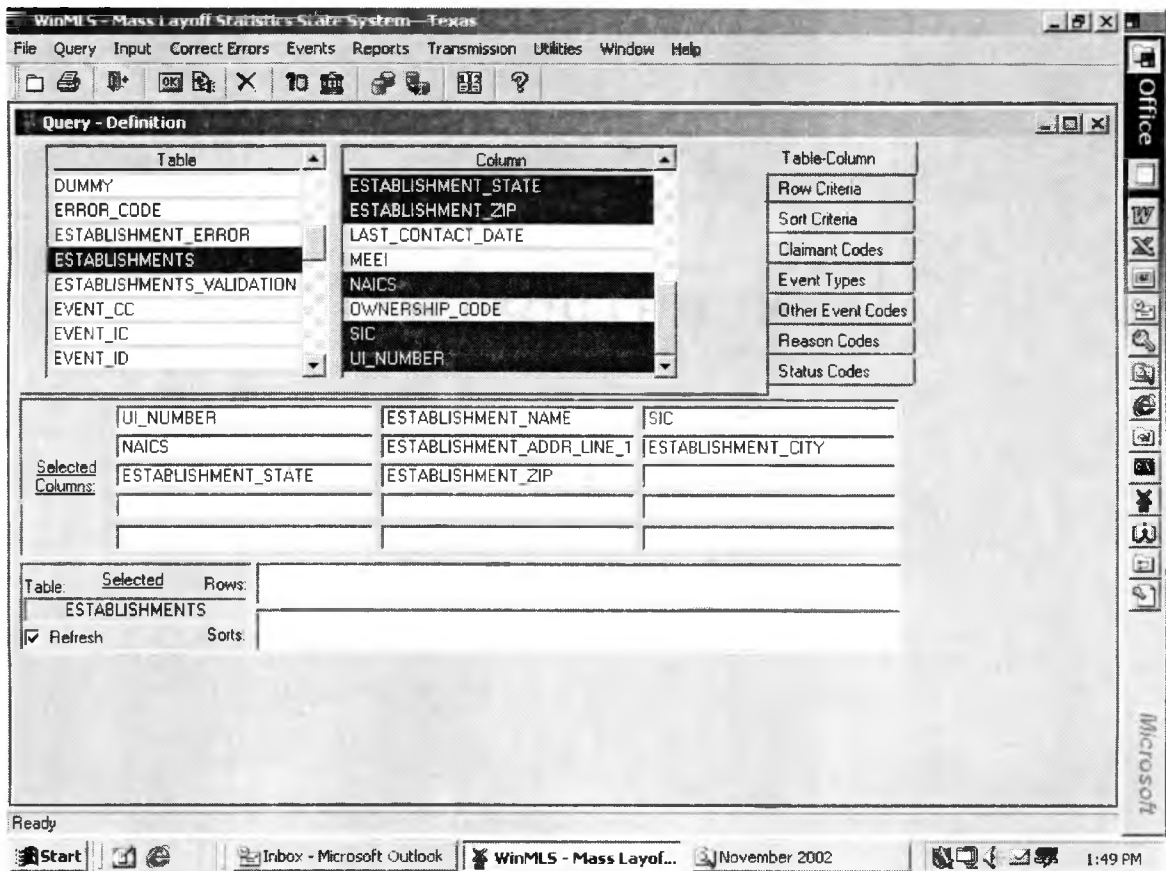 WinMLS - Mass Layoff Statistics State System--Texas
File Query Input Correct Errors Events Reports Transmission Utilities Window Help
Query - Definition
Table
DUMMY
ERROR_CODE
ESTABLISHMENT_ERROR
ESTABLISHMENTS
ESTABLISHMENTS_VALIDATION
EVENT_CC
EVENT_IC
EVENT_ID
Column
ESTABLISHMENT_STATE
ESTABLISHMENT_ZIP
LAST_CONTACT_DATE
MEEI
NAICS
OWNERSHIP_CODE
SIC
UI_NUMBER
Table-Column
Row Criteria
Sort Criteria
Claimant Codes
Event Types
Other Event Codes
Reason Codes
Status Codes
Selected Columns:
UI_NUMBER ESTABLISHMENT_NAME SIC
NAICS ESTABLISHMENT_ADDR_LINE_1 ESTABLISHMENT_CITY
ESTABLISHMENT_STATE ESTABLISHMENT_ZIP
Table: Selected Rows:
ESTABLISHMENTS
Refresh Sorts:
Ready
Start Inbox - Microsoft Outlook WinMLS - Mass Layof... November 2002 1:49 PM
Office
Microsoft